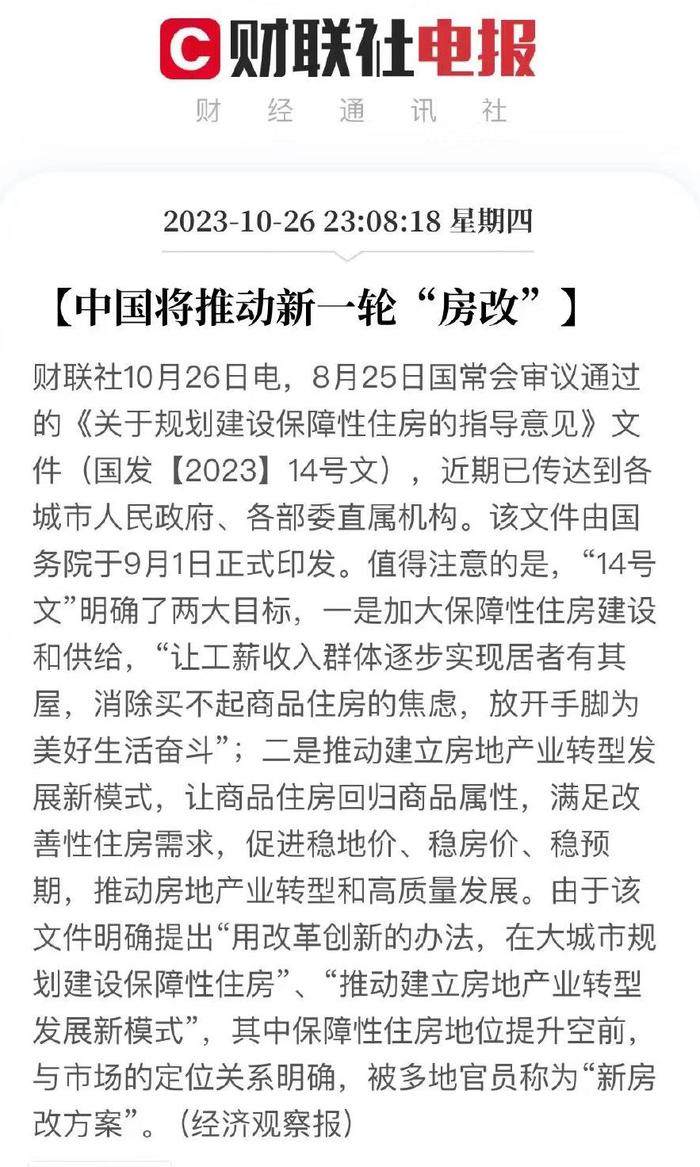 财联社电报
财经通讯社
2023-10-26 23:08:18 星期四
【中国将推动新一轮“房改”】
财联社10月26日电，8月25日国常会审议通过
的《关于规划建设保障性住房的指导意见》文
件（国发【2023】14号文），近期已传达到各
城市人民政府、各部委直属机构。该文件由国
务院于9月1日正式印发。值得注意的是，“14号
文”明确了两大目标，一是加大保障性住房建设
和供给，“让工薪收入群体逐步实现居者有其
屋，消除买不起商品住房的焦虑，放开手脚为
美好生活奋斗”；二是推动建立房地产业转型发
展新模式，让商品住房回归商品属性，满足改
善性住房需求，促进稳地价、稳房价、稳预
期，推动房地产业转型和高质量发展。由于该
文件明确提出“用改革创新的办法，在大城市规
划建设保障性住房”、“推动建立房地产业转型
发展新模式”，其中保障性住房地位提升空前，
与市场的定位关系明确，被多地官员称为“新房
改方案”。（经济观察报）